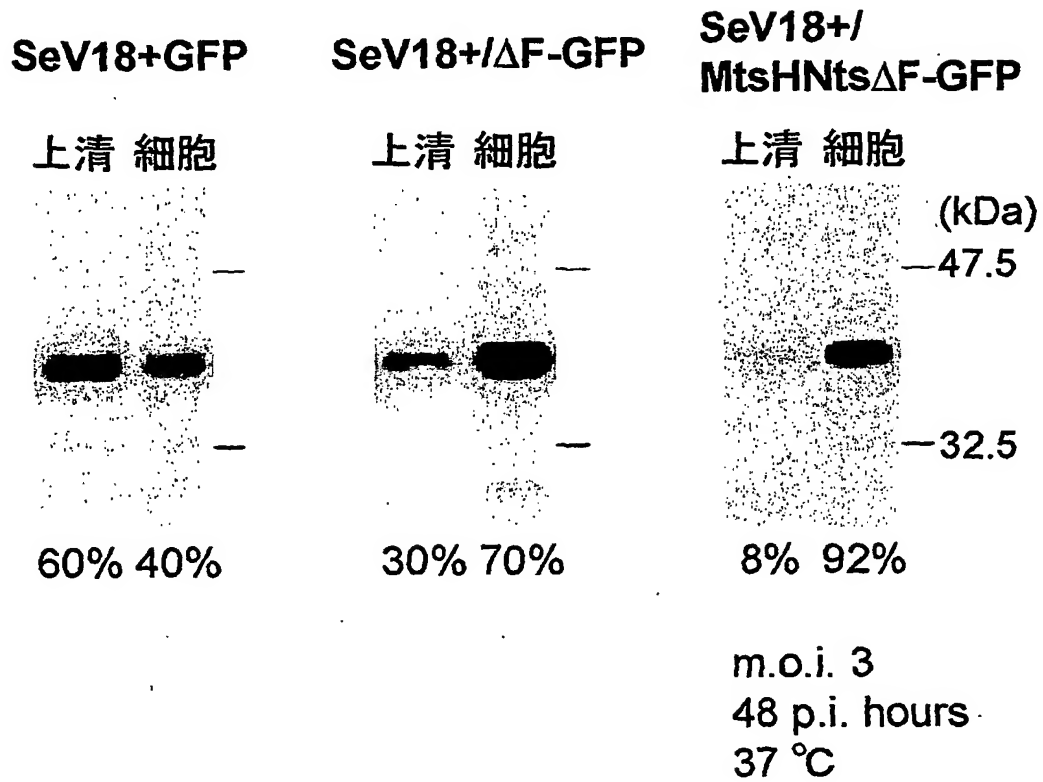 SeV18+GFP
SeV18+/ΔF-GFP
SeV18+/
MtsHNtsΔF-GFP
上清 細胞
上清 細胞
上清 細胞
(kDa)
47.5
32.5
60% 40%
30% 70%
8% 92%
m.o.i. 3
48 p.i. hours
37 °C